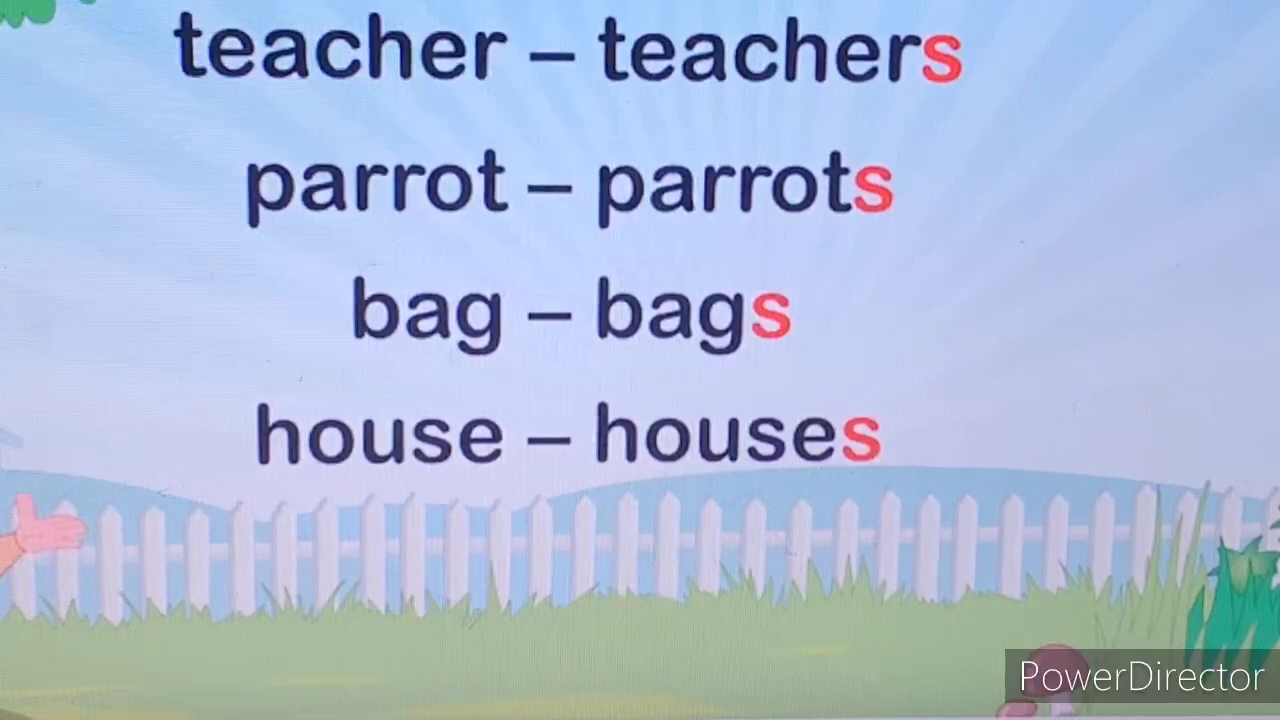 teacher – teachers
parrot – parrots
bag – bags
house – houses
PowerDirector